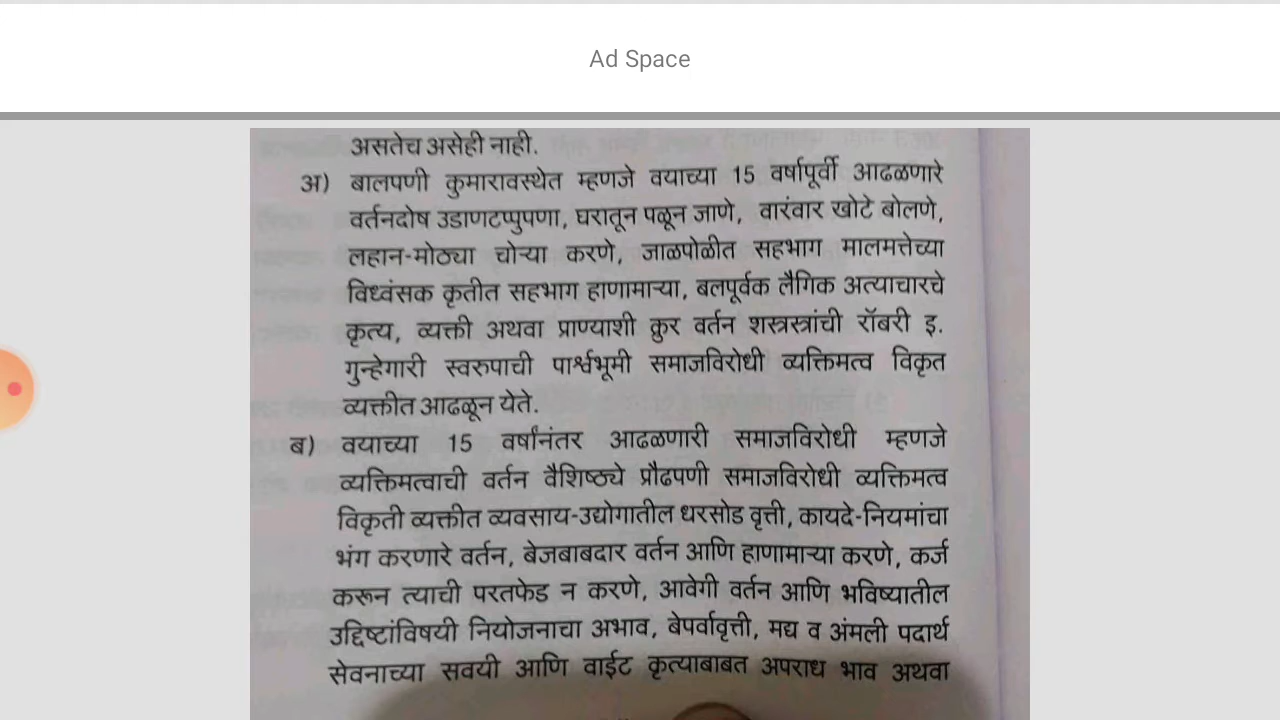 Ad Space
असतेच असेही नाही.
अ) बालपणी कुमारावस्थेत म्हणजे वयाच्या 15 वर्षापूर्वी आढळणारे
वर्तनदोष उडाणटप्पुपणा, घरातून पळून जाणे, वारंवार खोटे बोलणे,
लहान-मोठ्या चोऱ्या करणे, जाळपोळीत सहभाग मालमत्तेच्या
विध्वंसक कृतीत सहभाग हाणामाऱ्या, बलपूर्वक लैगिक अत्याचारचे
कृत्य, व्यक्ती अथवा प्राण्याशी क्रुर वर्तन शस्त्रस्त्रांची रॉबरी इ.
गुन्हेगारी स्वरुपाची पार्श्वभूमी समाजविरोधी व्यक्तिमत्व विकृत
व्यक्तीत आढळून येते.
ब) वयाच्या 15 वर्षांनंतर आढळणारी समाजविरोधी म्हणजे
व्यक्तिमत्वाची वर्तन वैशिष्ठ्ये प्रौढपणी समाजविरोधी व्यक्तिमत्व
विकृती व्यक्तीत व्यवसाय-उद्योगातील धरसोड वृत्ती, कायदे-नियमांचा
भंग करणारे वर्तन, बेजबाबदार वर्तन आणि हाणामाऱ्या करणे, कर्ज
करून त्याची परतफेड न करणे, आवेगी वर्तन आणि भविष्यातील
उद्दिष्टांविषयी नियोजनाचा अभाव, बेपर्वावृत्ती, मद्य व अंमली पदार्थ
सेवनाच्या सवयी आणि वाईट कृत्याबाबत अपराध भाव अथवा